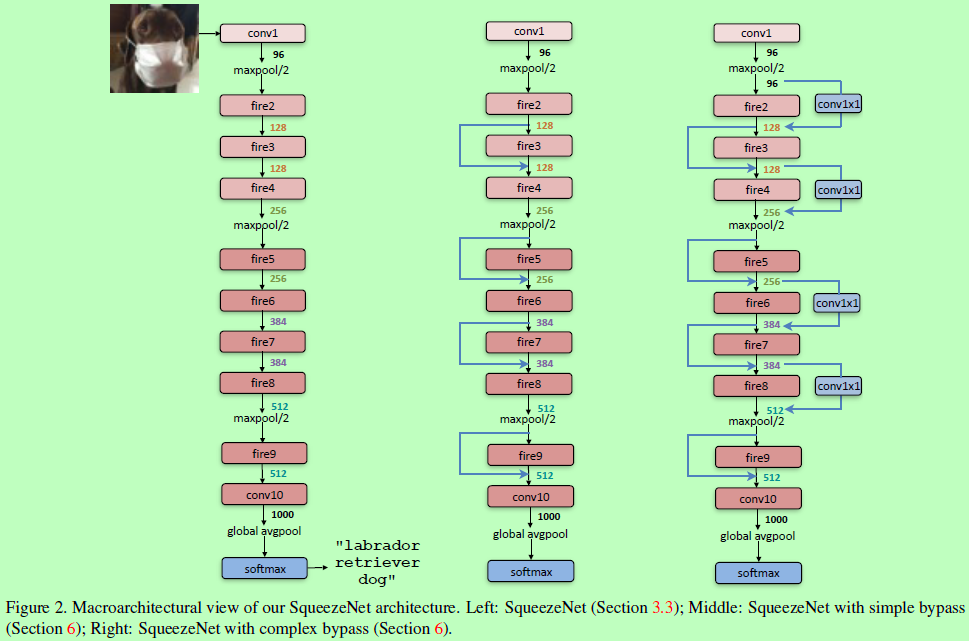 conv1
96
maxpool/2
fire2
128
fire3
128
fire4
256
maxpool/2
fire5
256
fire6
384
fire7
384
fire8
512
maxpool/2
fire9
512
conv10
1000
global avgpool
softmax
"labrador
retriever
dog"
conv1
96
maxpool/2
fire2
128
fire3
128
fire4
256
maxpool/2
fire5
256
fire6
384
fire7
384
fire8
512
maxpool/2
fire9
512
conv10
1000
global avgpool
softmax
conv1
96
maxpool/2
96
fire2
conv1x1
128
fire3
128
fire4
conv1x1
256
maxpool/2
fire5
256
fire6
conv1x1
384
fire7
384
fire8
conv1x1
512
maxpool/2
fire9
512
conv10
1000
global avgpool
softmax
Figure 2. Macroarchitectural view of our SqueezeNet architecture. Left: SqueezeNet (Section 3.3); Middle: SqueezeNet with simple bypass
(Section 6); Right: SqueezeNet with complex bypass (Section 6).